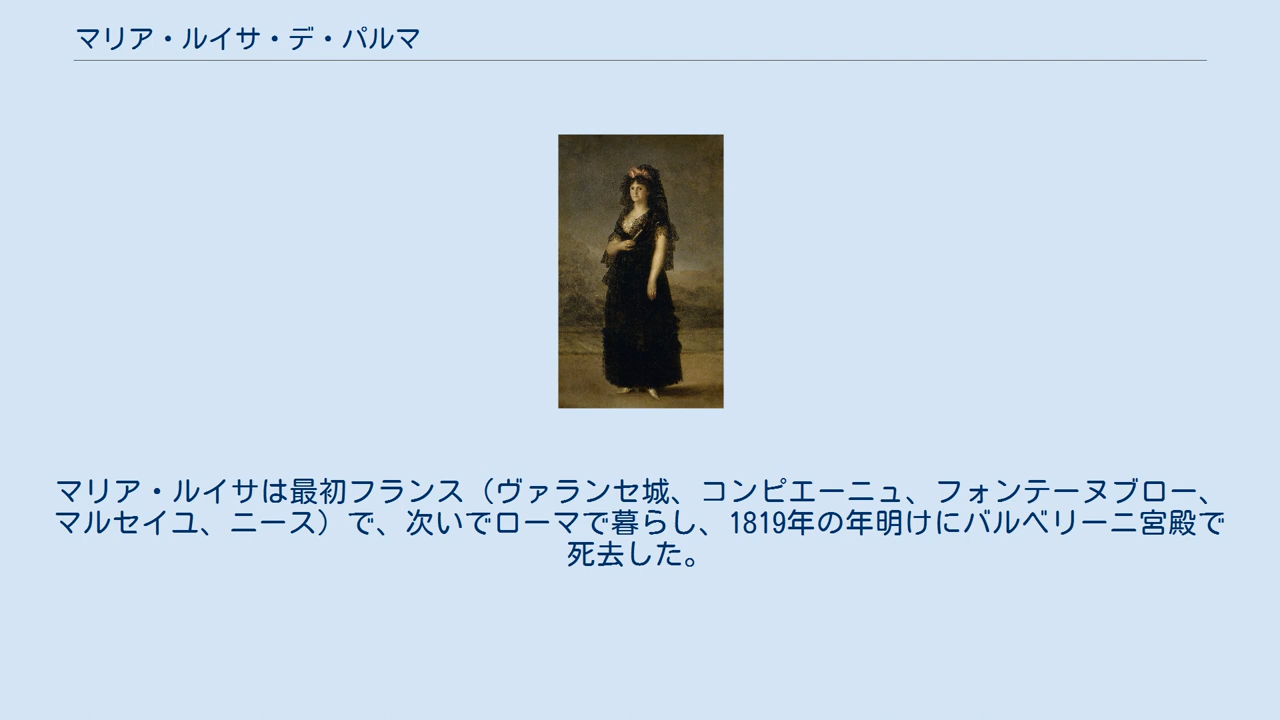 マリア・ルイサ・デ・パルマ
マリア・ルイサは最初フランス（ヴァランセ城、コンピエーニュ、フォンテーヌブロー、
マルセイユ、ニース）で、次いでローマで暮らし、1819年の年明けにバルベリーニ宮殿で
死去した。